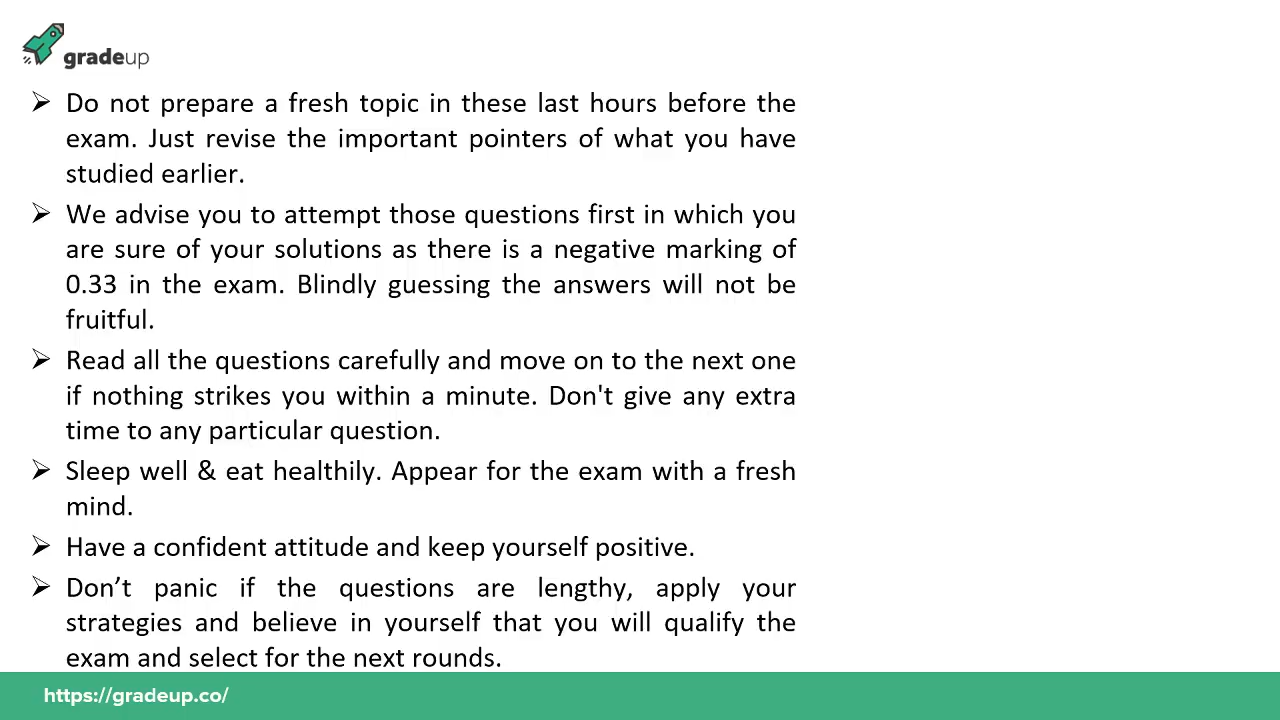 gradeup
➢ Do not prepare a fresh topic in these last hours before the
exam. Just revise the important pointers of what you have
studied earlier.
➢ We advise you to attempt those questions first in which you
are sure of your solutions as there is a negative marking of
0.33 in the exam. Blindly guessing the answers will not be
fruitful.
➢ Read all the questions carefully and move on to the next one
if nothing strikes you within a minute. Don't give any extra
time to any particular question.
➢ Sleep well & eat healthily. Appear for the exam with a fresh
mind.
➢ Have a confident attitude and keep yourself positive.
➢ Don’t panic if the questions are lengthy, apply your
strategies and believe in yourself that you will qualify the
exam and select for the next rounds.
https://gradeup.co/